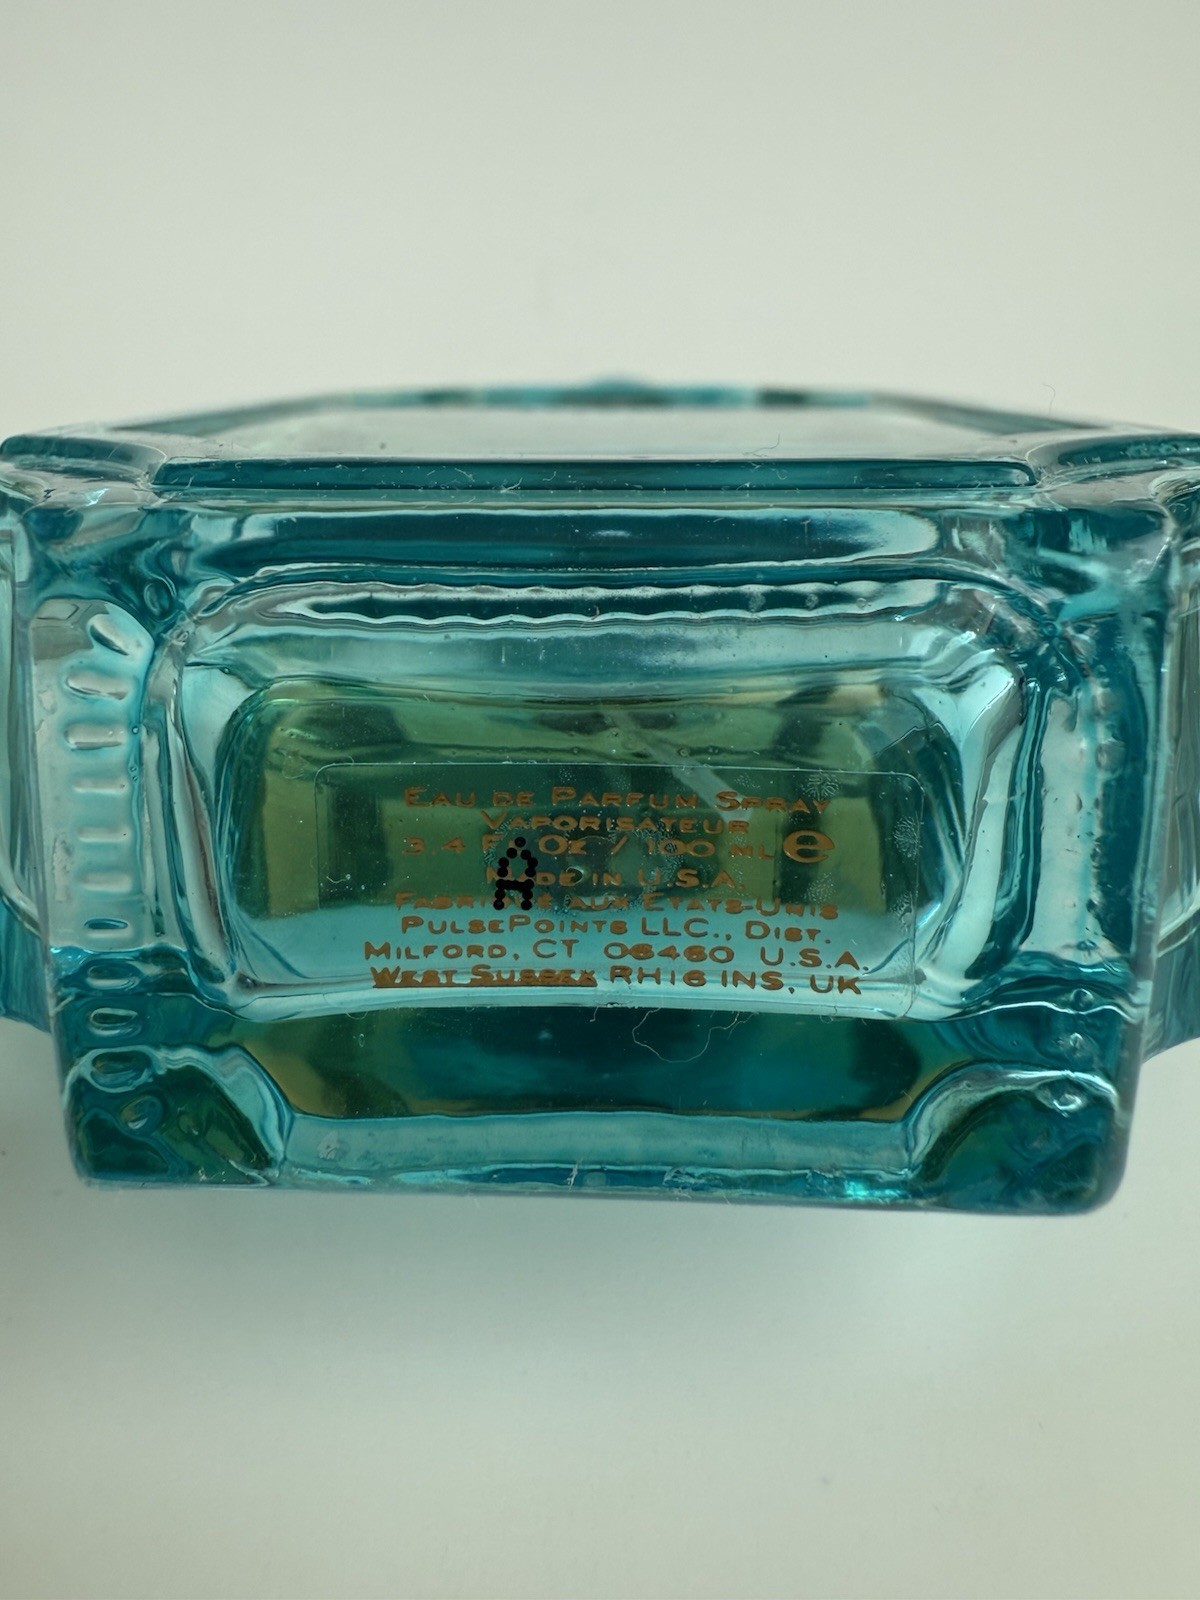 EAU DE PARFUM SPRAY
VAPORISATEUR
3.4 FL OZ / 100 ML e
A
MADE IN U.S.A.
FABRIQUÉ AUX ETATS-UNIS
PULSEPOINTS LLC., DIST.
MILFORD, CT 06460 U.S.A.
WEST SUSSEX RH16 INS, UK